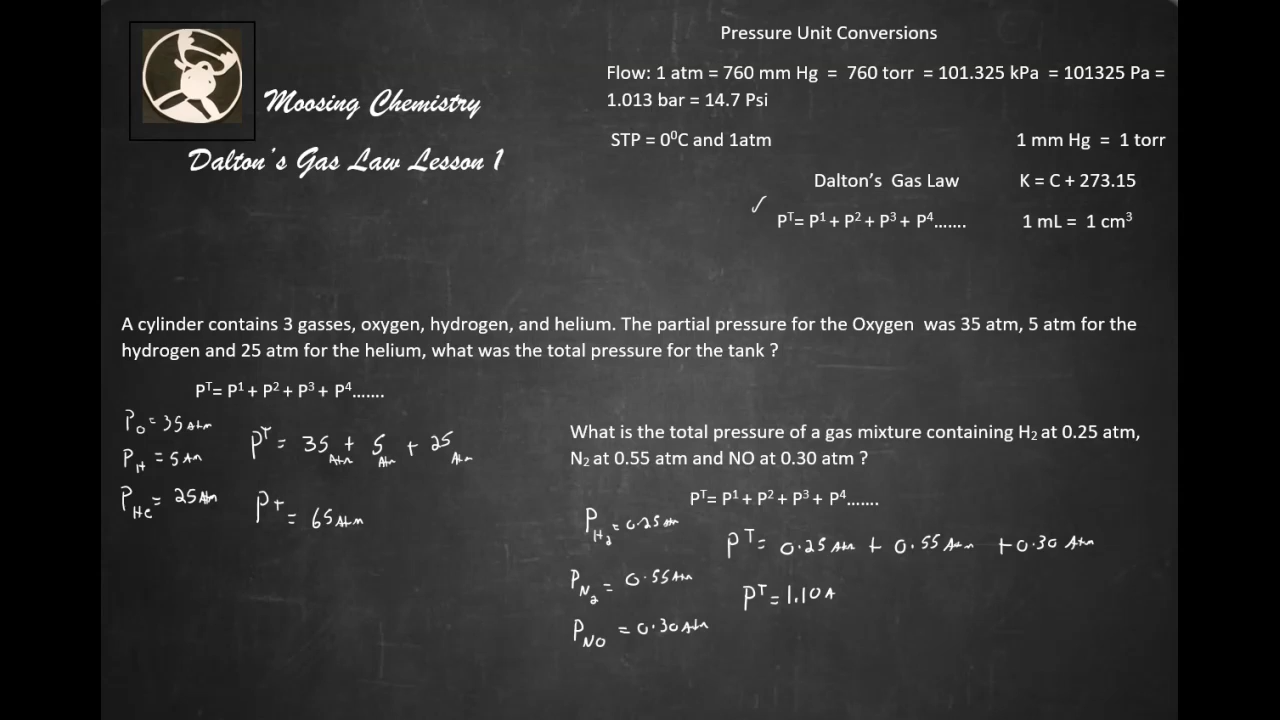 Moosing Chemistry
Dalton's Gas Law Lesson 1
Pressure Unit Conversions
Flow: 1 atm = 760 mm Hg = 760 torr = 101.325 kPa = 101325 Pa =
1.013 bar = 14.7 Psi
STP = 0⁰C and 1atm
1 mm Hg = 1 torr
Dalton's Gas Law
K = C + 273.15
✓ Pᵀ= P¹ + P² + P³ + P⁴.......
1 mL = 1 cm³
A cylinder contains 3 gasses, oxygen, hydrogen, and helium. The partial pressure for the Oxygen was 35 atm, 5 atm for the
hydrogen and 25 atm for the helium, what was the total pressure for the tank ?
Pᵀ= P¹ + P² + P³ + P⁴.......
P_O = 35 Atm
P_H = 5 Atm
P_He = 25 Atm
Pᵀ = 35 Atm + 5 Atm + 25 Atm
Pᵀ = 65 Atm
What is the total pressure of a gas mixture containing H₂ at 0.25 atm,
N₂ at 0.55 atm and NO at 0.30 atm ?
Pᵀ= P¹ + P² + P³ + P⁴.......
P_H₂ = 0.25 Atm
P_N₂ = 0.55 Atm
P_NO = 0.30 Atm
Pᵀ = 0.25 Atm + 0.55 Atm + 0.30 Atm
Pᵀ = 1.10 A